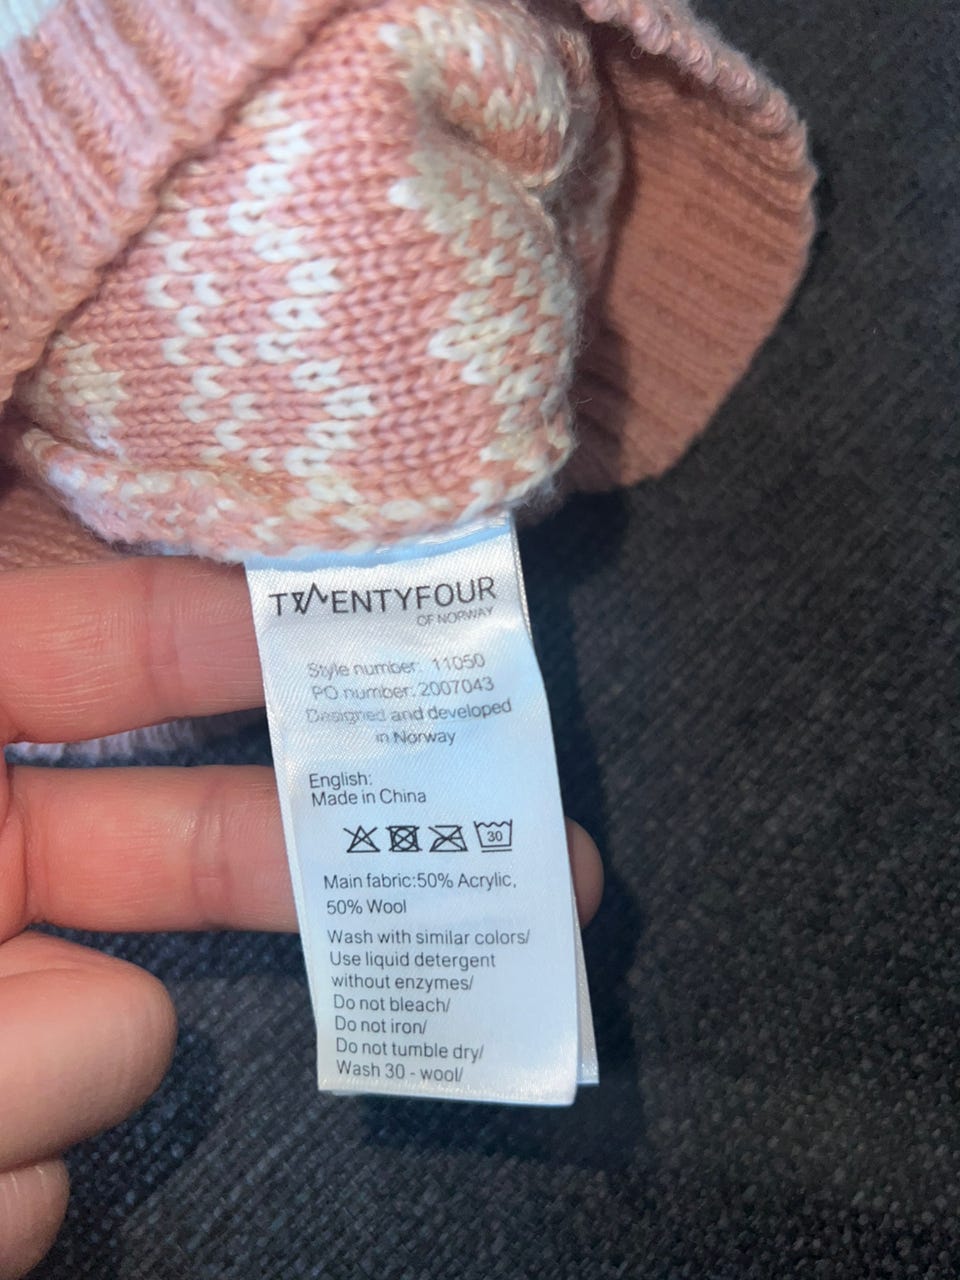 TWENTYFOUR
OF NORWAY
Style number: 11050
PO number: 2007043
Designed and developed
in Norway
English:
Made in China
30
Main fabric:50% Acrylic,
50% Wool
Wash with similar colors/
Use liquid detergent
without enzymes/
Do not bleach/
Do not iron/
Do not tumble dry/
Wash 30 - wool/